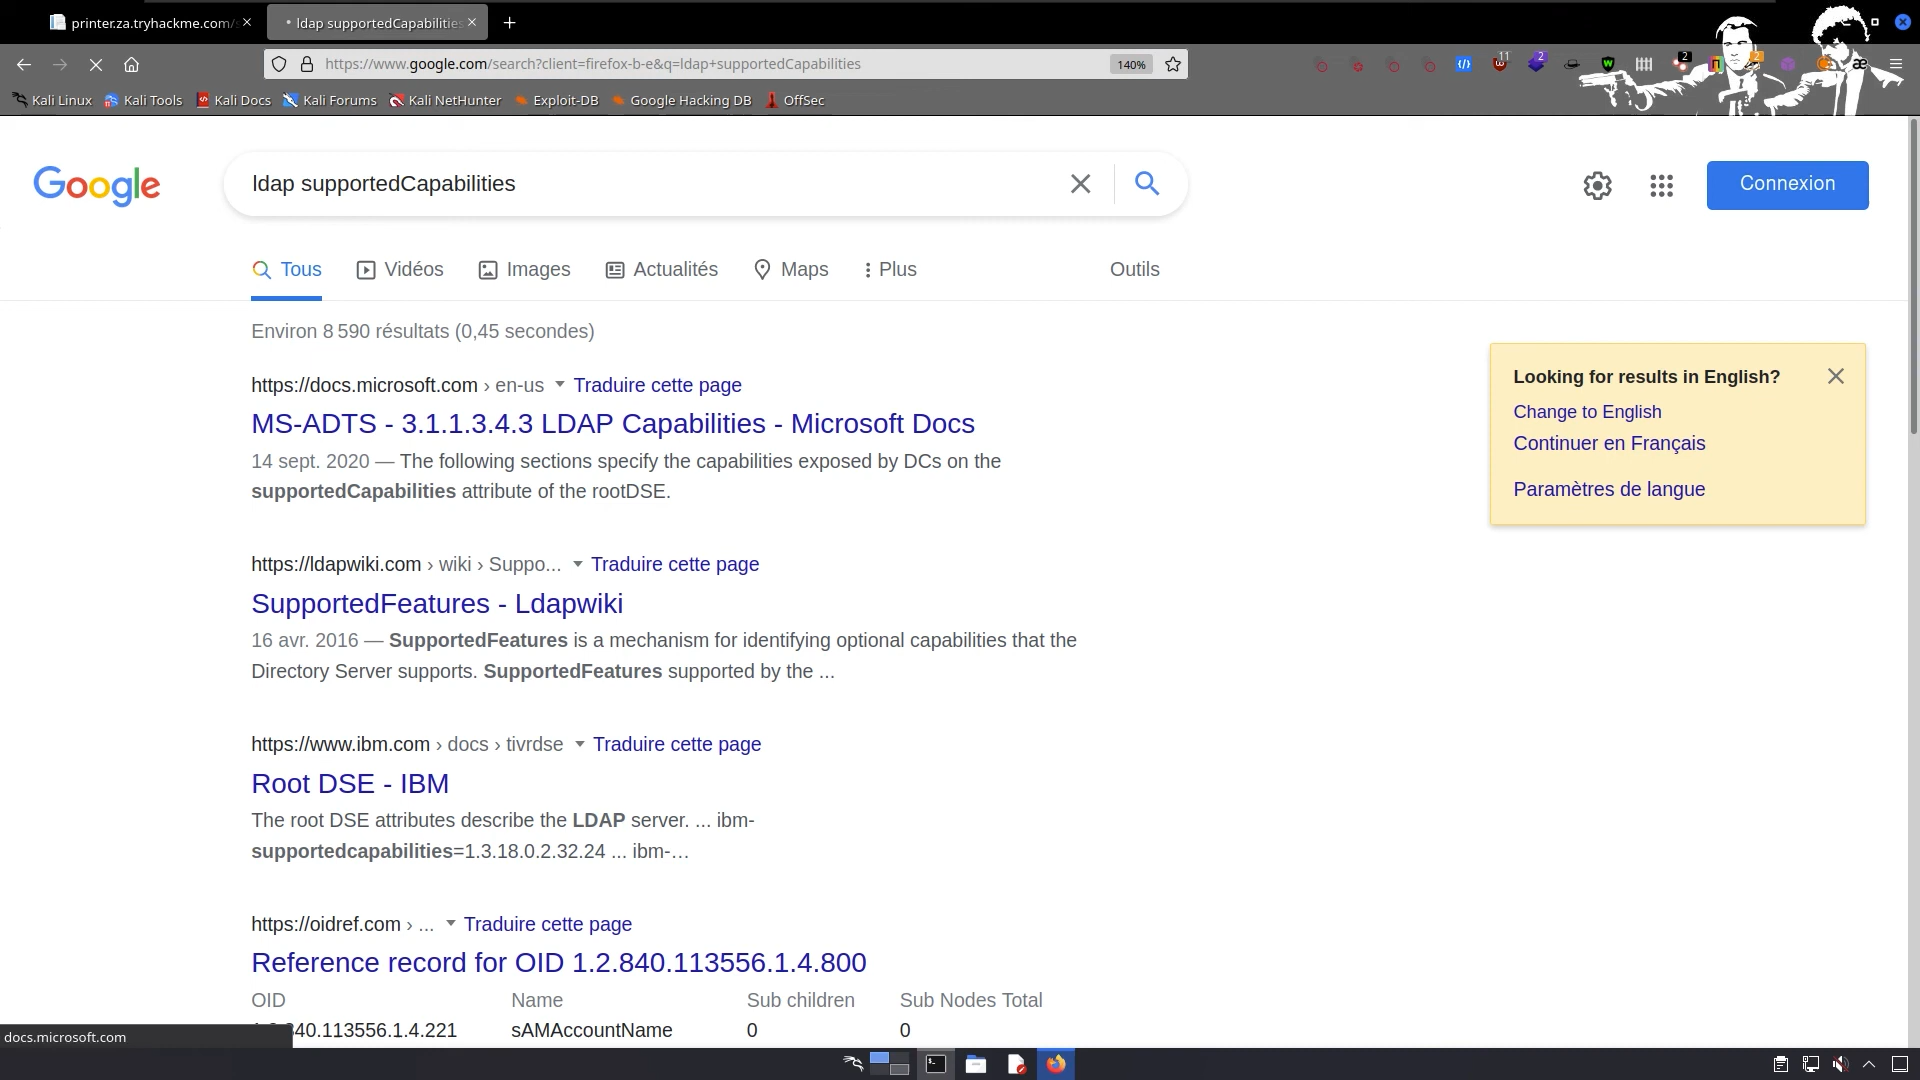 printer.za.tryhackme.com/
ldap supportedCapabilities
https://www.google.com/search?client=firefox-b-e&q=ldap+supportedCapabilities
140%
11
2
2
2
Kali Linux
Kali Tools
Kali Docs
Kali Forums
Kali NetHunter
Exploit-DB
Google Hacking DB
OffSec
Google
ldap supportedCapabilities
Connexion
Tous
Vidéos
Images
Actualités
Maps
Plus
Outils
Environ 8 590 résultats (0,45 secondes)
https://docs.microsoft.com › en-us
Traduire cette page
MS-ADTS - 3.1.1.3.4.3 LDAP Capabilities - Microsoft Docs
14 sept. 2020 — The following sections specify the capabilities exposed by DCs on the
supportedCapabilities attribute of the rootDSE.
https://ldapwiki.com › wiki › Suppo...
Traduire cette page
SupportedFeatures - Ldapwiki
16 avr. 2016 — SupportedFeatures is a mechanism for identifying optional capabilities that the
Directory Server supports. SupportedFeatures supported by the ...
https://www.ibm.com › docs › tivrdse
Traduire cette page
Root DSE - IBM
The root DSE attributes describe the LDAP server. ... ibm-
supportedcapabilities=1.3.18.0.2.32.24 ... ibm-…
https://oidref.com › ...
Traduire cette page
Reference record for OID 1.2.840.113556.1.4.800
OID Name Sub children Sub Nodes Total
840.113556.1.4.221 sAMAccountName 0 0
Looking for results in English?
Change to English
Continuer en Français
Paramètres de langue
docs.microsoft.com